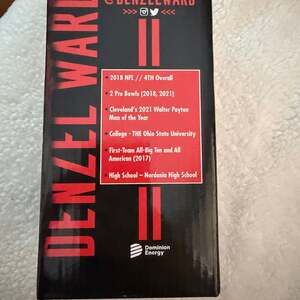 @DENZELWARD
>>> <<<
DENZEL WARD
• 2018 NFL // 4TH Overall
• 2 Pro Bowls (2018, 2021)
• Cleveland's 2021 Walter Payton
Man of the Year
• College - THE Ohio State University
• First-Team All-Big Ten and All
American (2017)
• High School – Nordonia High School
Dominion
Energy